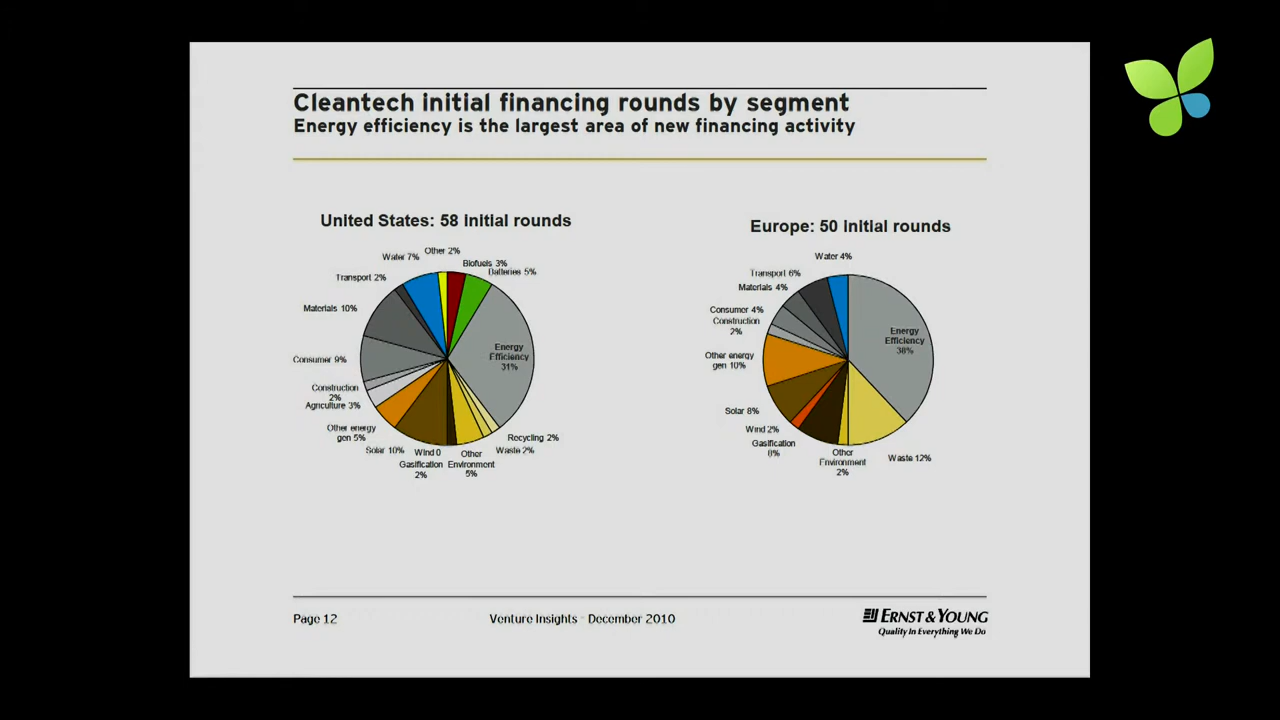 Cleantech initial financing rounds by segment
Energy efficiency is the largest area of new financing activity
United States: 58 initial rounds
Other 2%
Water 7%
Biofuels 3%
Batteries 5%
Transport 2%
Materials 10%
Energy
Efficiency
31%
Consumer 9%
Construction
2%
Agriculture 3%
Other energy
gen 5%
Solar 10%
Wind 0
Gasification
2%
Other
Environment
5%
Waste 2%
Recycling 2%
Europe: 50 initial rounds
Water 4%
Transport 6%
Materials 4%
Consumer 4%
Construction
2%
Energy
Efficiency
38%
Other energy
gen 10%
Solar 8%
Wind 2%
Gasification
8%
Other
Environment
2%
Waste 12%
Page 12
Venture Insights - December 2010
ERNST & YOUNG
Quality In Everything We Do